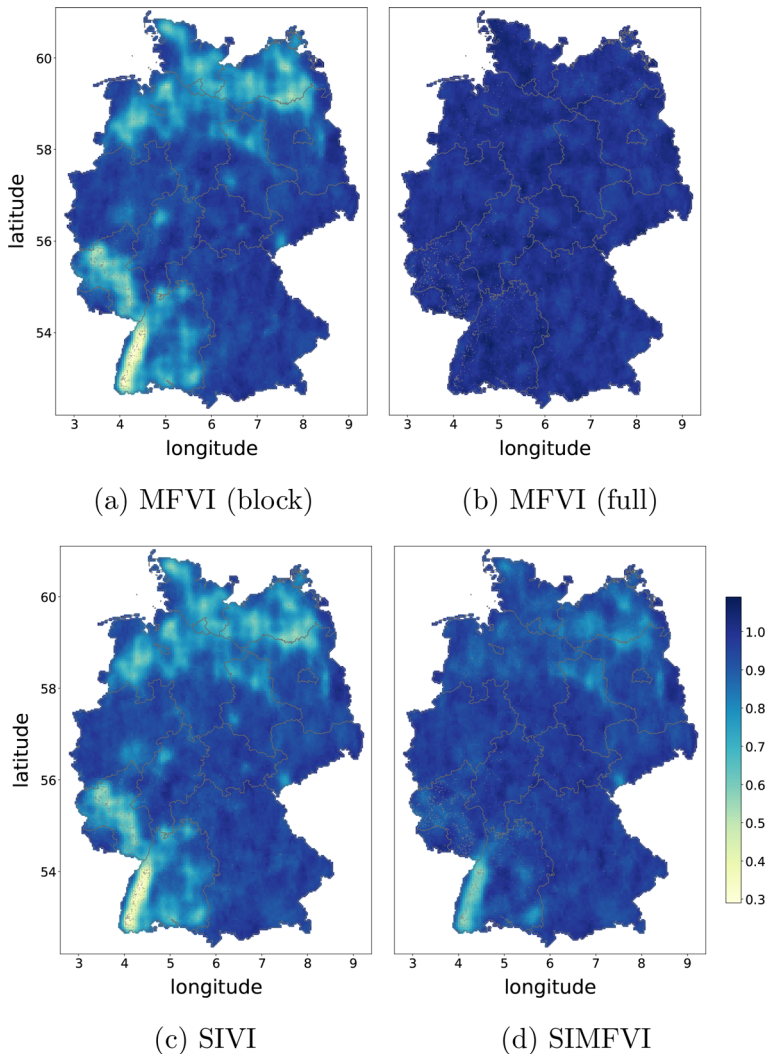 60
58
56
54
latitude
3 4 5 6 7 8 9
3 4 5 6 7 8 9
longitude
longitude
(a) MFVI (block)
(b) MFVI (full)
60
58
56
54
latitude
1.0
0.9
0.8
0.7
0.6
0.5
0.4
0.3
3 4 5 6 7 8 9
3 4 5 6 7 8 9
longitude
longitude
(c) SIVI
(d) SIMFVI